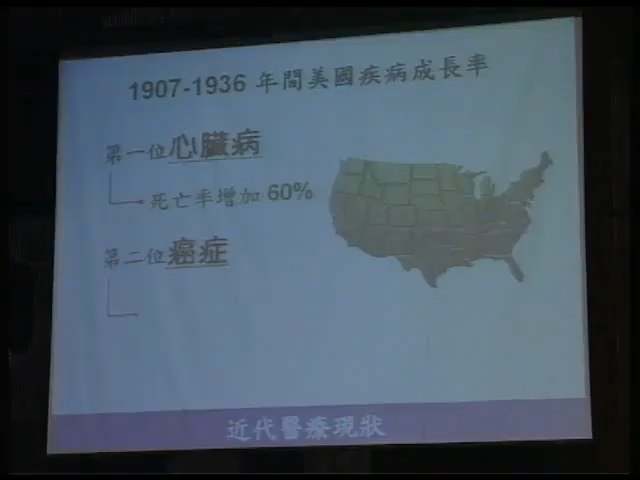 1907-1936 年間美國疾病成長率
第一位心臟病
死亡率增加 60%
第二位癌症
近代醫療現狀